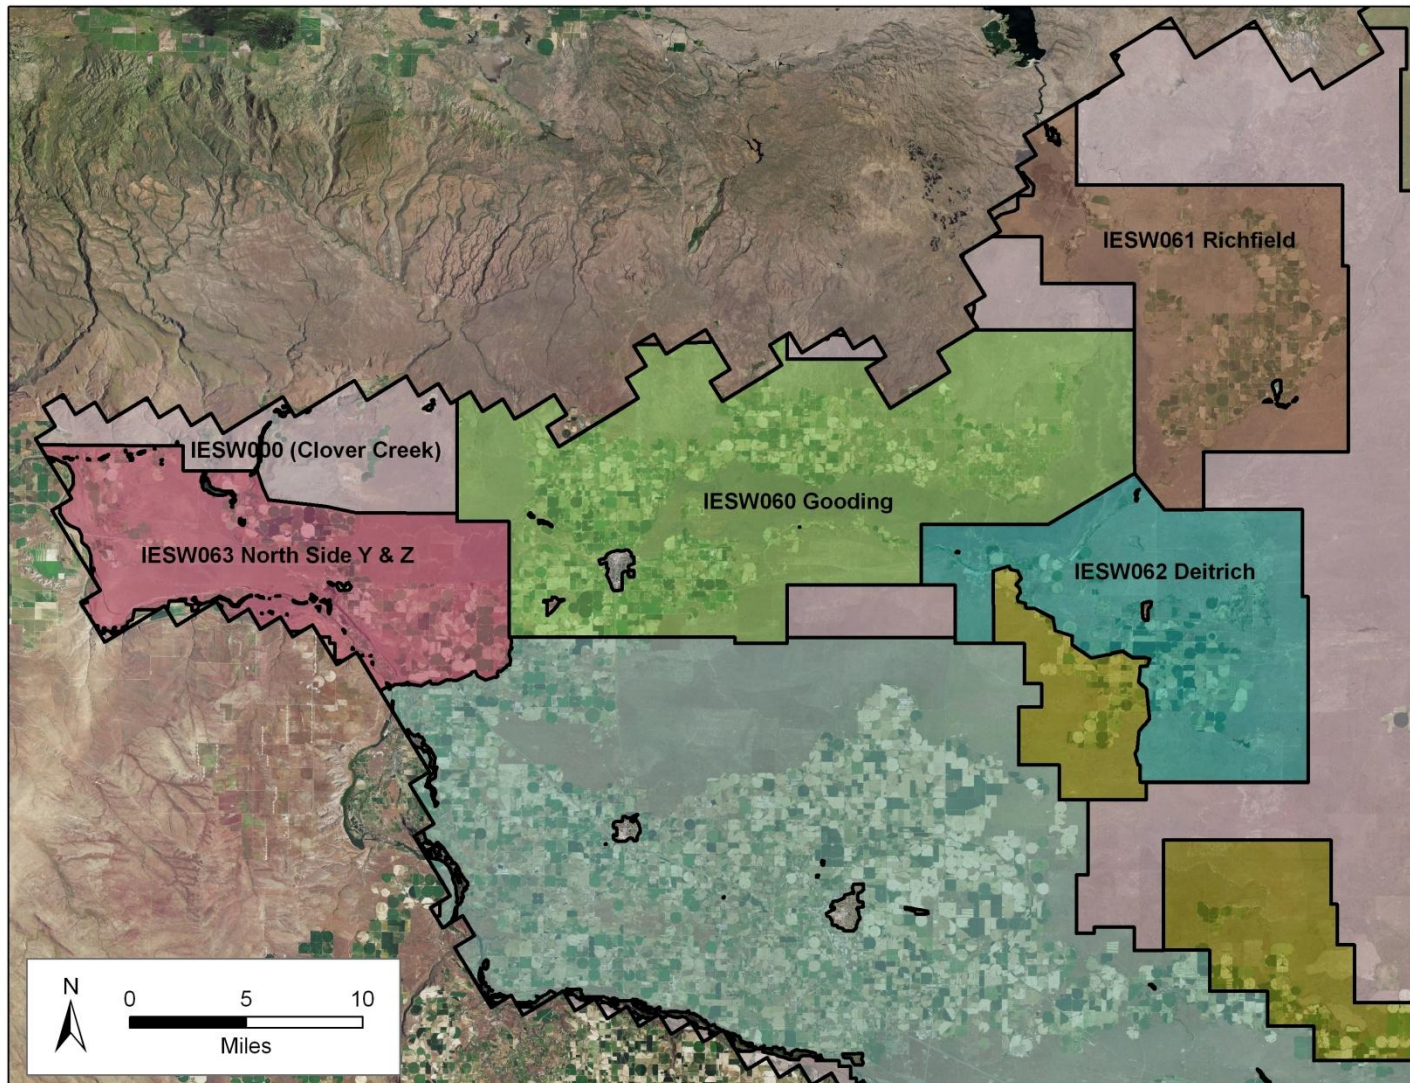 IESW061 Richfield
IESW000 (Clover Creek)
IESW060 Gooding
IESW063 North Side Y & Z
IESW062 Deitrich
N
0 5 10
Miles